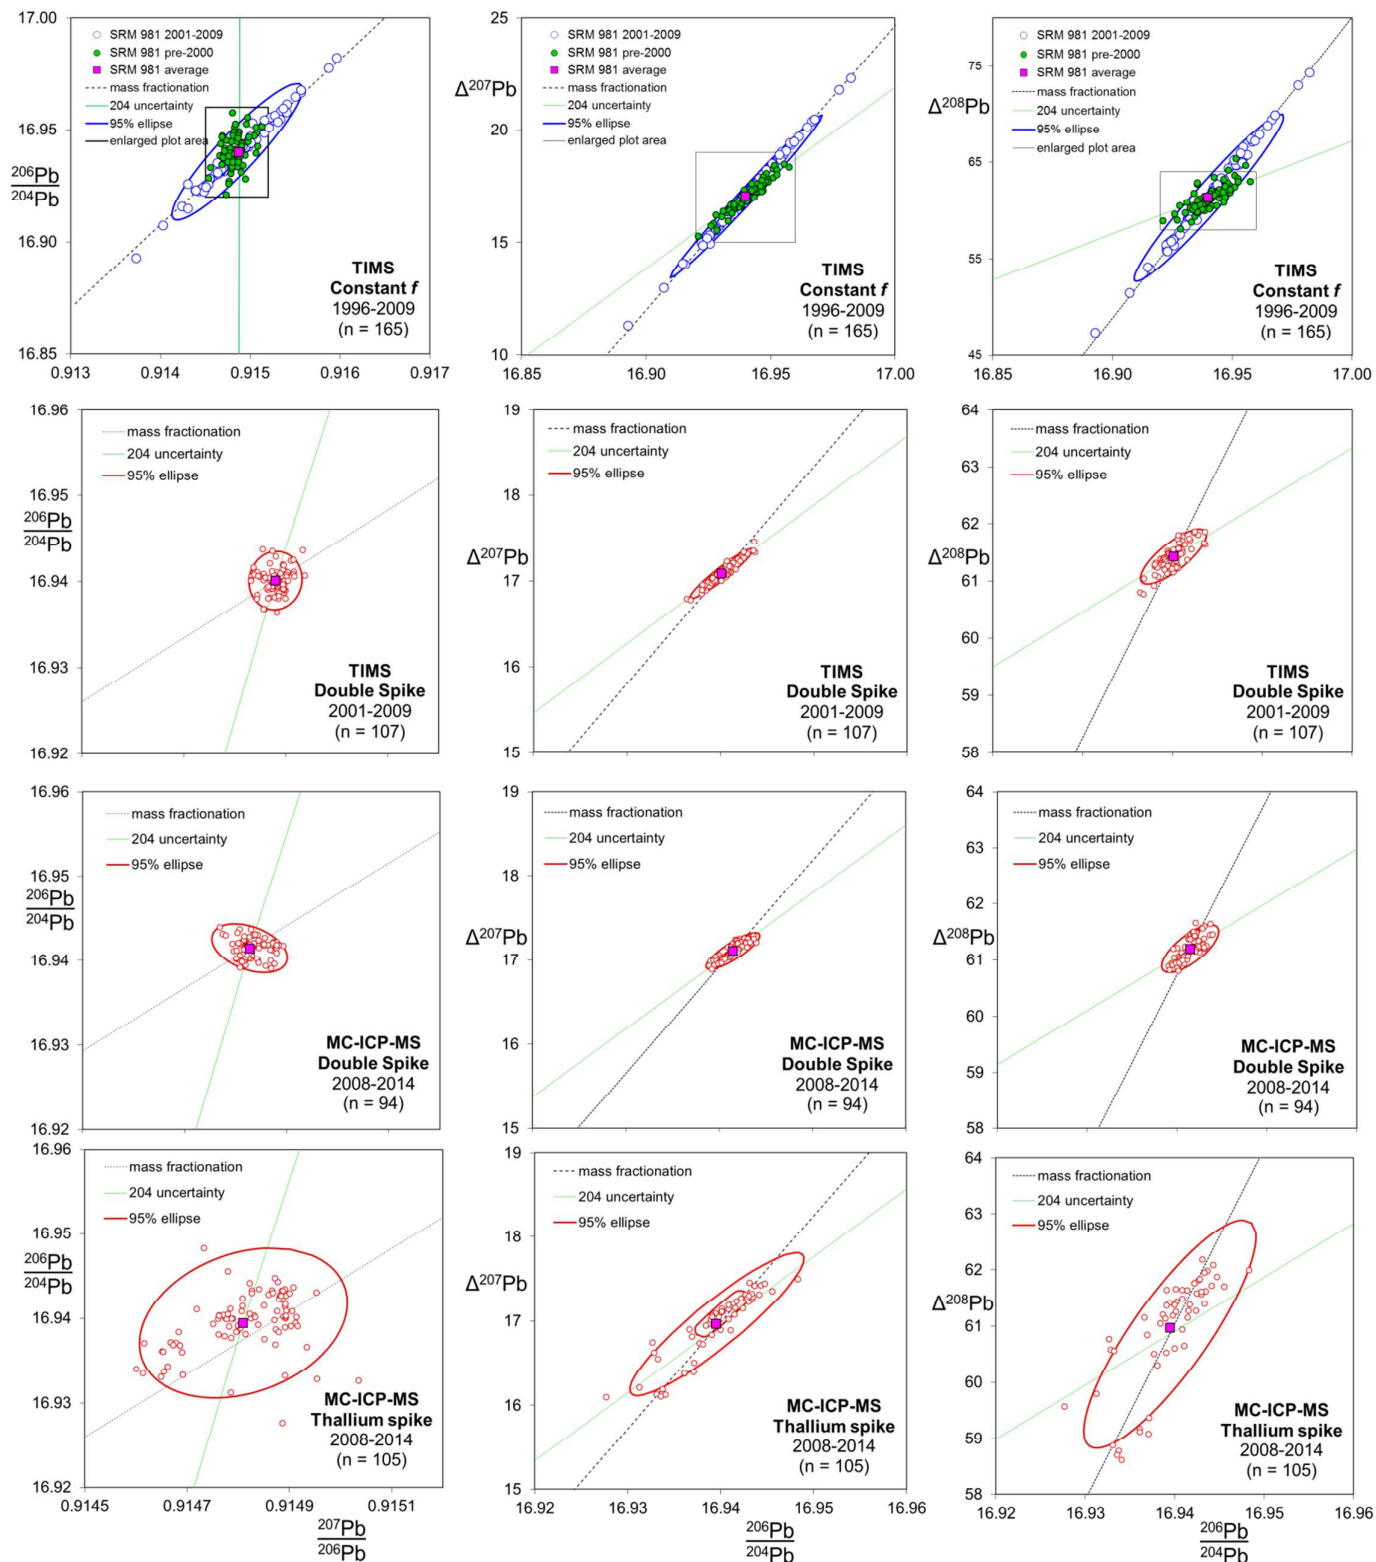 17.00
16.95
206Pb
204Pb
16.90
16.85
SRM 981 2001-2009
SRM 981 pre-2000
SRM 981 average
mass fractionation
204 uncertainty
95% ellipse
enlarged plot area
TIMS
Constant f
1996-2009
(n = 165)
0.913 0.914 0.915 0.916 0.917
25
Δ207Pb
20
15
10
SRM 981 2001-2009
SRM 981 pre-2000
SRM 981 average
mass fractionation
204 uncertainty
95% ellipse
enlarged plot area
TIMS
Constant f
1996-2009
(n = 165)
16.85 16.90 16.95 17.00
75
Δ208Pb
65
55
45
SRM 981 2001-2009
SRM 981 pre-2000
SRM 981 average
mass fractionation
204 uncertainty
95% ellipse
enlarged plot area
TIMS
Constant f
1996-2009
(n = 165)
16.85 16.90 16.95 17.00
16.96
16.95
206Pb
204Pb
16.94
16.93
16.92
mass fractionation
204 uncertainty
95% ellipse
TIMS
Double Spike
2001-2009
(n = 107)
19
18
Δ207Pb
17
16
15
mass fractionation
204 uncertainty
95% ellipse
TIMS
Double Spike
2001-2009
(n = 107)
64
63
62
Δ208Pb
61
60
59
58
mass fractionation
204 uncertainty
95% ellipse
TIMS
Double Spike
2001-2009
(n = 107)
16.96
16.95
206Pb
204Pb
16.94
16.93
16.92
mass fractionation
204 uncertainty
95% ellipse
MC-ICP-MS
Double Spike
2008-2014
(n = 94)
19
18
Δ207Pb
17
16
15
mass fractionation
204 uncertainty
95% ellipse
MC-ICP-MS
Double Spike
2008-2014
(n = 94)
64
63
62
Δ208Pb
61
60
59
58
mass fractionation
204 uncertainty
95% ellipse
MC-ICP-MS
Double Spike
2008-2014
(n = 94)
16.96
16.95
206Pb
204Pb
16.94
16.93
16.92
mass fractionation
204 uncertainty
95% ellipse
MC-ICP-MS
Thallium spike
2008-2014
(n = 105)
0.9145 0.9147 0.9149 0.9151
207Pb
206Pb
19
18
Δ207Pb
17
16
15
mass fractionation
204 uncertainty
95% ellipse
MC-ICP-MS
Thallium spike
2008-2014
(n = 105)
16.92 16.93 16.94 16.95 16.96
206Pb
204Pb
64
63
62
Δ208Pb
61
60
59
58
mass fractionation
204 uncertainty
95% ellipse
MC-ICP-MS
Thallium spike
2008-2014
(n = 105)
16.92 16.93 16.94 16.95 16.96
206Pb
204Pb